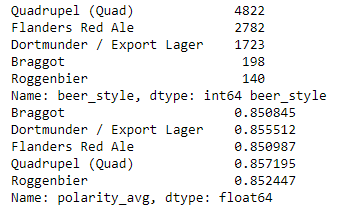 Quadrupel (Quad) 4822
Flanders Red Ale 2782
Dortmunder / Export Lager 1723
Braggot 198
Roggenbier 140
Name: beer_style, dtype: int64 beer_style
Braggot 0.850845
Dortmunder / Export Lager 0.855512
Flanders Red Ale 0.850987
Quadrupel (Quad) 0.857195
Roggenbier 0.852447
Name: polarity_avg, dtype: float64